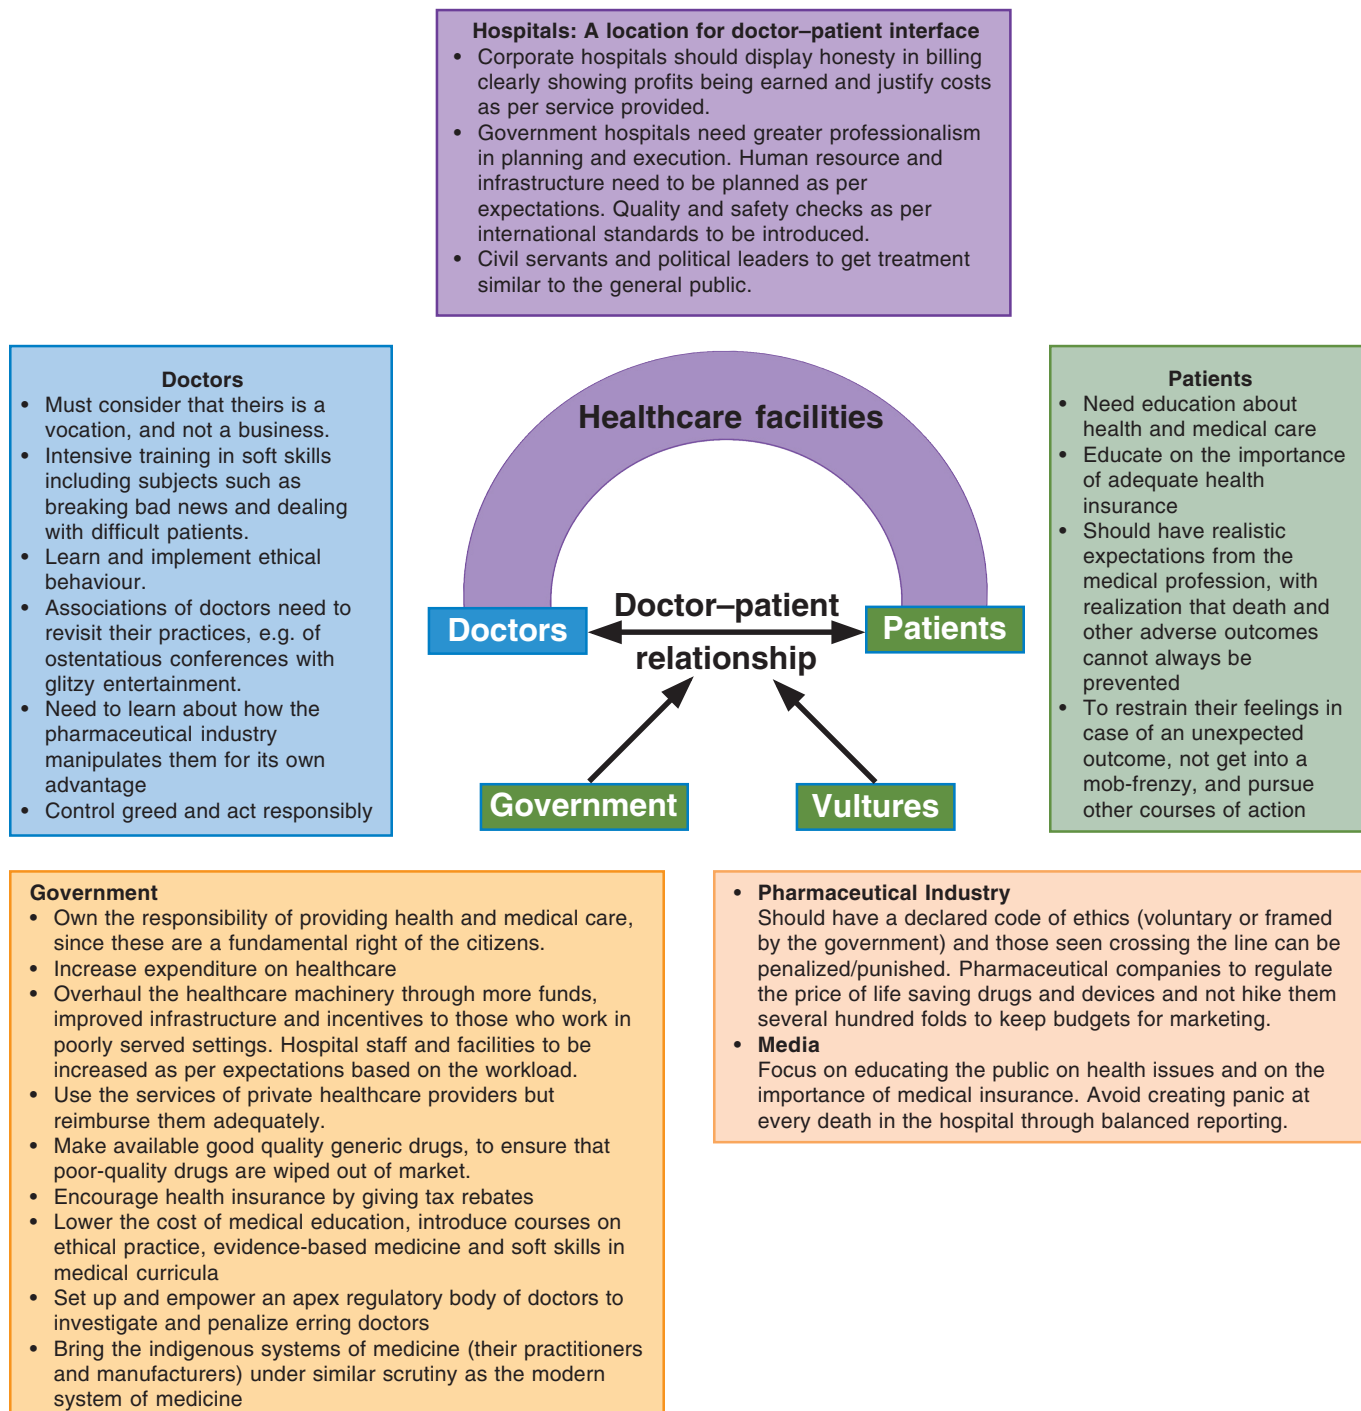 Hospitals: A location for doctor–patient interface
• Corporate hospitals should display honesty in billing
clearly showing profits being earned and justify costs
as per service provided.
• Government hospitals need greater professionalism
in planning and execution. Human resource and
infrastructure need to be planned as per
expectations. Quality and safety checks as per
international standards to be introduced.
• Civil servants and political leaders to get treatment
similar to the general public.
Doctors
• Must consider that theirs is a
vocation, and not a business.
• Intensive training in soft skills
including subjects such as
breaking bad news and dealing
with difficult patients.
• Learn and implement ethical
behaviour.
• Associations of doctors need to
revisit their practices, e.g. of
ostentatious conferences with
glitzy entertainment.
• Need to learn about how the
pharmaceutical industry
manipulates them for its own
advantage
• Control greed and act responsibly
Healthcare facilities
Doctors
Doctor–patient
relationship
Patients
Government
Vultures
Patients
• Need education about
health and medical care
• Educate on the importance
of adequate health
insurance
• Should have realistic
expectations from the
medical profession, with
realization that death and
other adverse outcomes
cannot always be
prevented
• To restrain their feelings in
case of an unexpected
outcome, not get into a
mob-frenzy, and pursue
other courses of action
Government
• Own the responsibility of providing health and medical care,
since these are a fundamental right of the citizens.
• Increase expenditure on healthcare
• Overhaul the healthcare machinery through more funds,
improved infrastructure and incentives to those who work in
poorly served settings. Hospital staff and facilities to be
increased as per expectations based on the workload.
• Use the services of private healthcare providers but
reimburse them adequately.
• Make available good quality generic drugs, to ensure that
poor-quality drugs are wiped out of market.
• Encourage health insurance by giving tax rebates
• Lower the cost of medical education, introduce courses on
ethical practice, evidence-based medicine and soft skills in
medical curricula
• Set up and empower an apex regulatory body of doctors to
investigate and penalize erring doctors
• Bring the indigenous systems of medicine (their practitioners
and manufacturers) under similar scrutiny as the modern
system of medicine
• Pharmaceutical Industry
Should have a declared code of ethics (voluntary or framed
by the government) and those seen crossing the line can be
penalized/punished. Pharmaceutical companies to regulate
the price of life saving drugs and devices and not hike them
several hundred folds to keep budgets for marketing.
• Media
Focus on educating the public on health issues and on the
importance of medical insurance. Avoid creating panic at
every death in the hospital through balanced reporting.